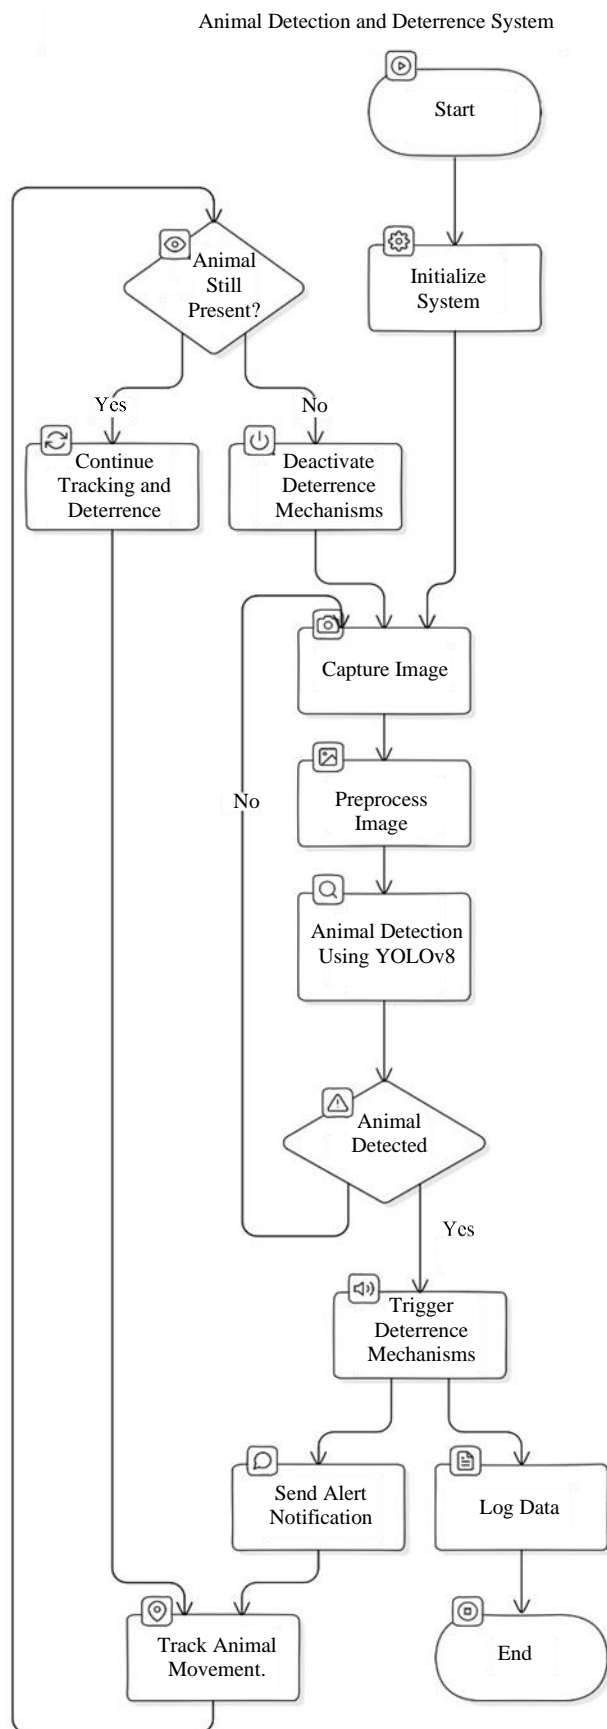 Animal Detection and Deterrence System
Start
Initialize
System
Animal
Still
Present?
Yes
No
Continue
Tracking and
Deterrence
Deactivate
Deterrence
Mechanisms
Capture Image
Preprocess
Image
No
Animal Detection
Using YOLOv8
Animal
Detected
Yes
Trigger
Deterrence
Mechanisms
Send Alert
Notification
Log Data
Track Animal
Movement.
End